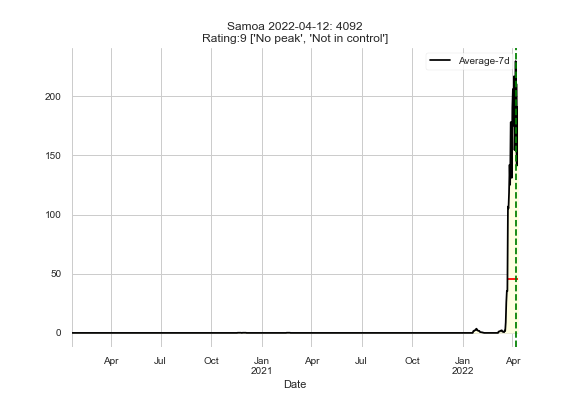 Samoa 2022-04-12: 4092
Rating:9 ['No peak', 'Not in control']
Average-7d
200
150
100
50
0
Apr Jul Oct Jan Apr Jul Oct Jan Apr
2021 2022
Date